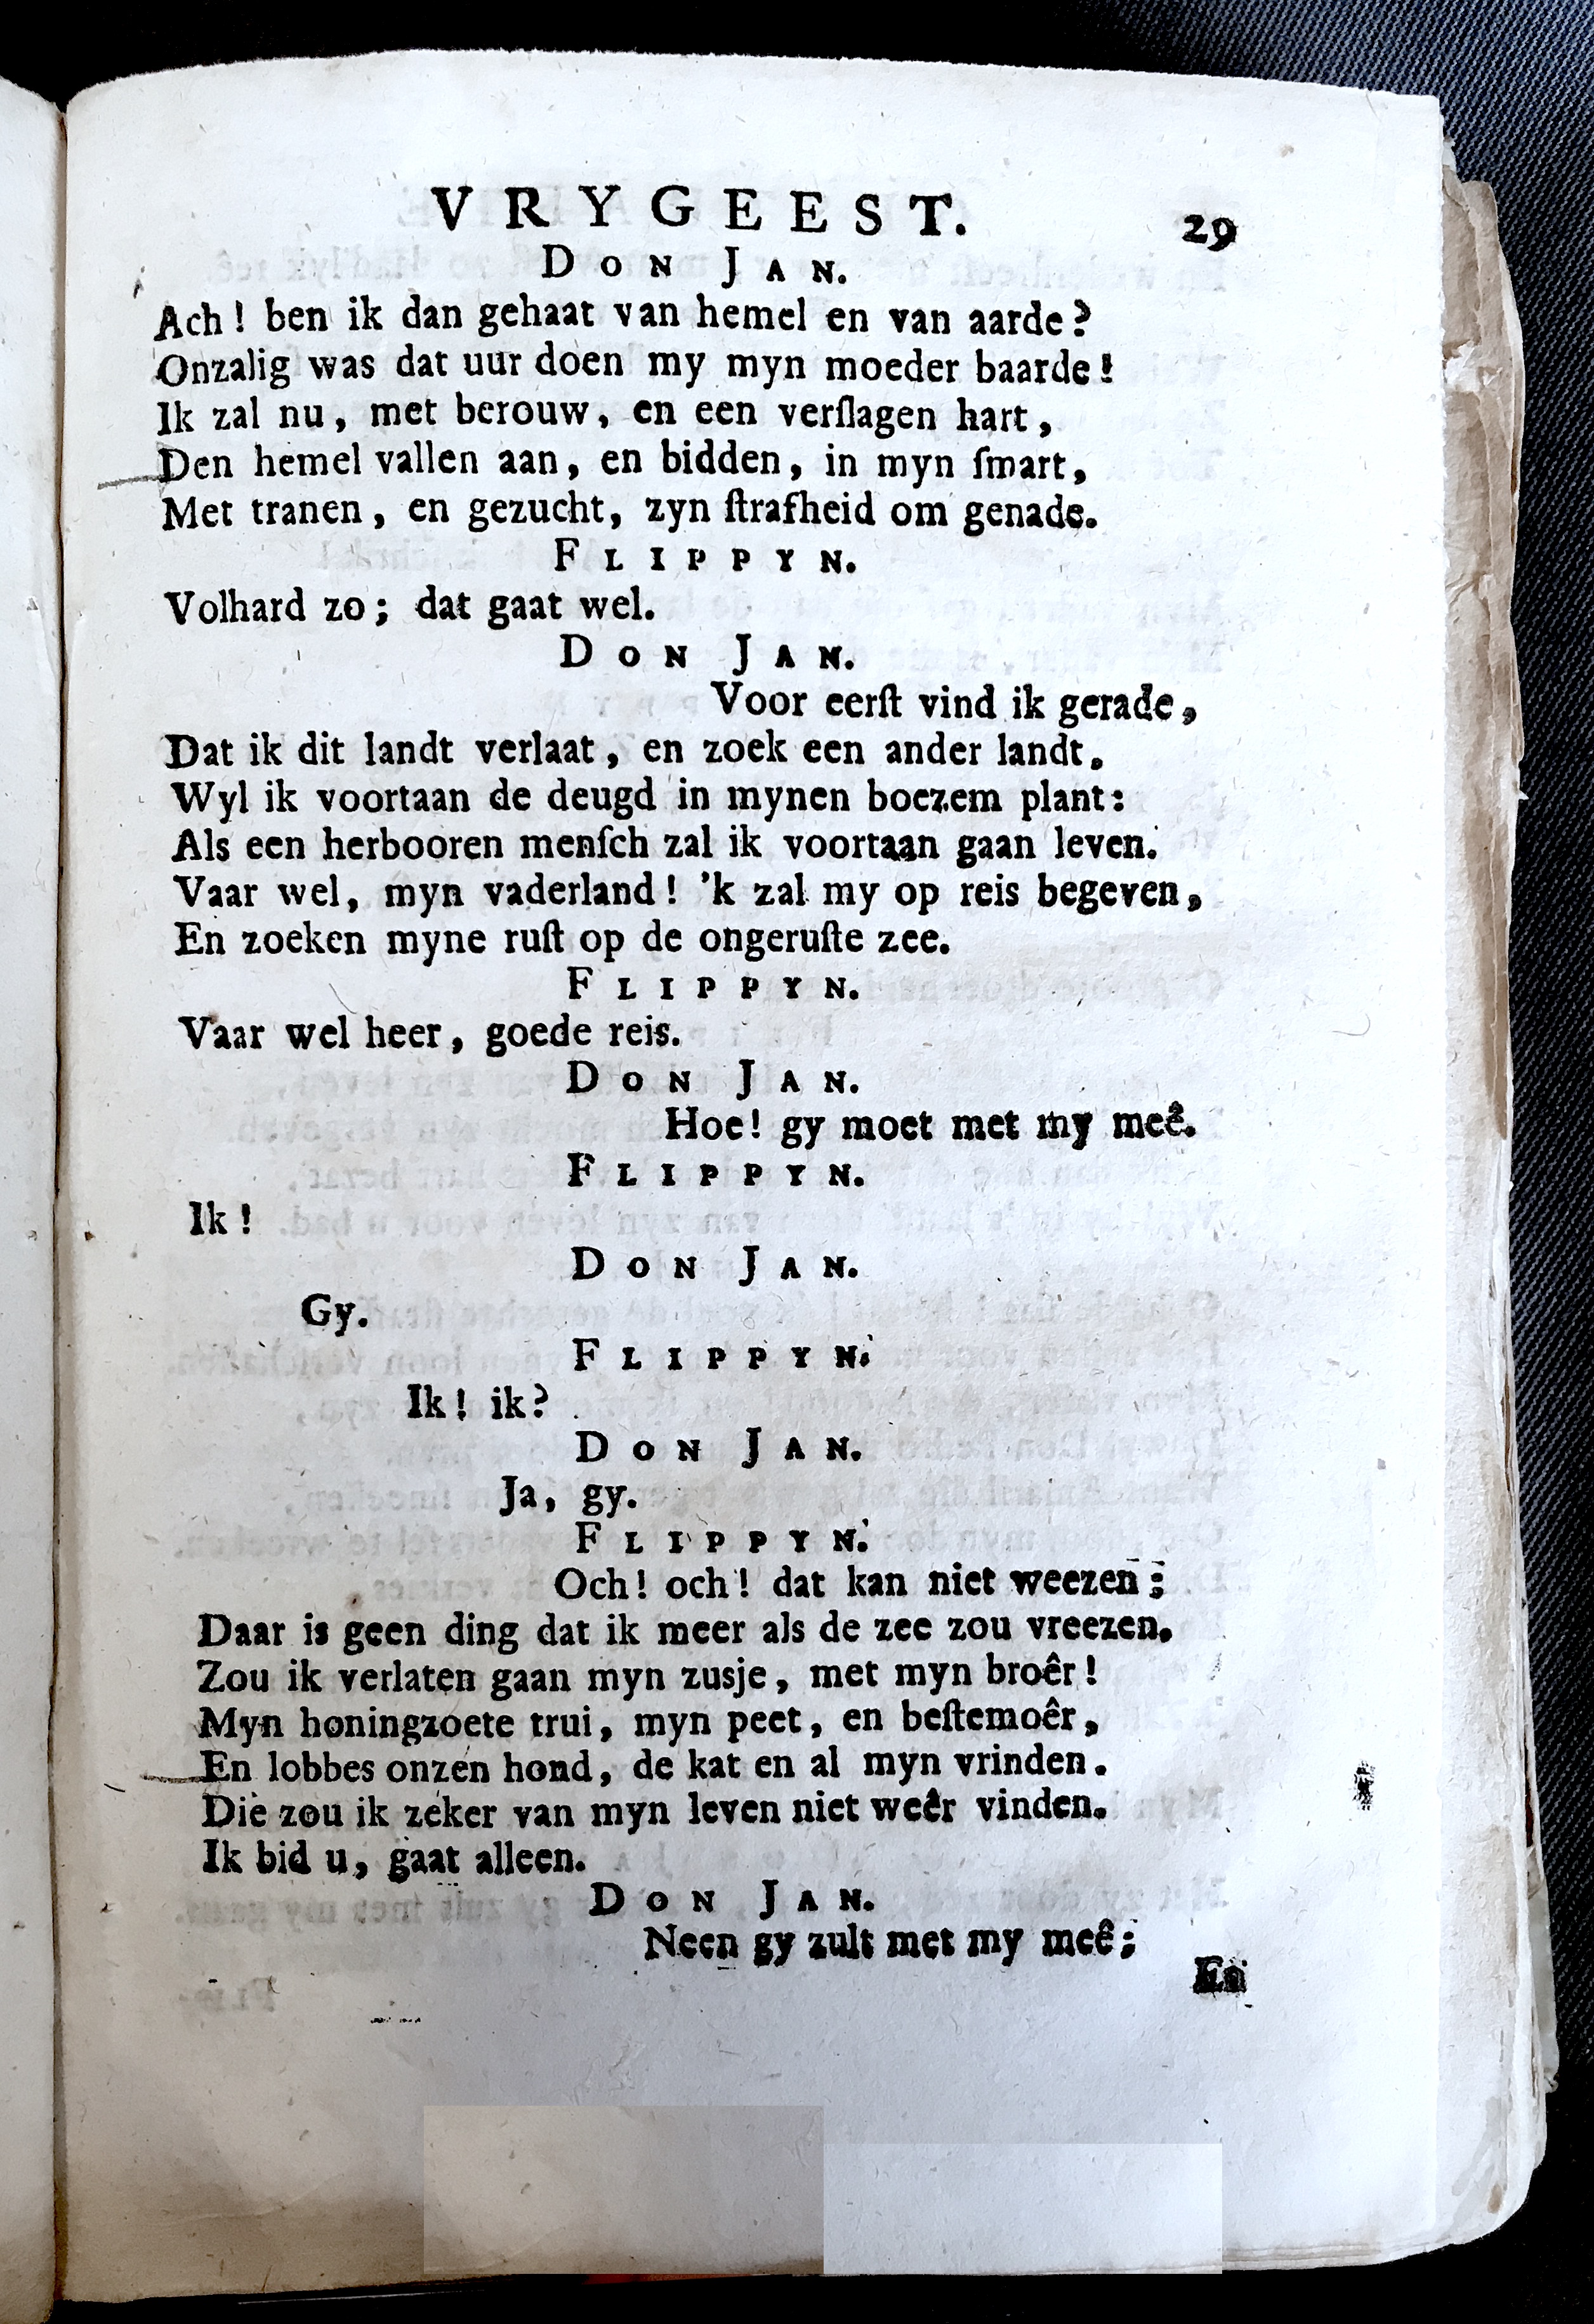 VRYGEEST. 29
DON JAN.
Ach! ben ik dan gehaat van hemel en van aarde?
Onzalig was dat uur doen my myn moeder baarde!
Ik zal nu, met berouw, en een verſlagen hart,
Den hemel vallen aan, en bidden, in myn ſmart,
Met tranen, en gezucht, zyn ſtrafheid om genade.
FLIPPYN.
Volhard zo; dat gaat wel.
DON JAN.
Voor eerſt vind ik gerade,
Dat ik dit landt verlaat, en zoek een ander landt.
Wyl ik voortaan de deugd in mynen boezem plant:
Als een herbooren menſch zal ik voortaan gaan leven.
Vaar wel, myn vaderland! 'k zal my op reis begeven,
En zoeken myne ruſt op de ongeruſte zee.
FLIPPYN.
Vaar wel heer, goede reis.
DON JAN.
Hoe! gy moet met my meê.
FLIPPYN.
Ik!
DON JAN.
Gy.
FLIPPYN.
Ik! ik?
DON JAN.
Ja, gy.
FLIPPYN.
Och! och! dat kan niet weezen;
Daar is geen ding dat ik meer als de zee zou vreezen.
Zou ik verlaten gaan myn zusje, met myn broêr!
Myn honingzoete trui, myn peet, en beſtemoêr,
En lobbes onzen hond, de kat en al myn vrinden.
Die zou ik zeker van myn leven niet weêr vinden.
Ik bid u, gaat alleen.
DON JAN.
Neen gy zult met my meê;
En